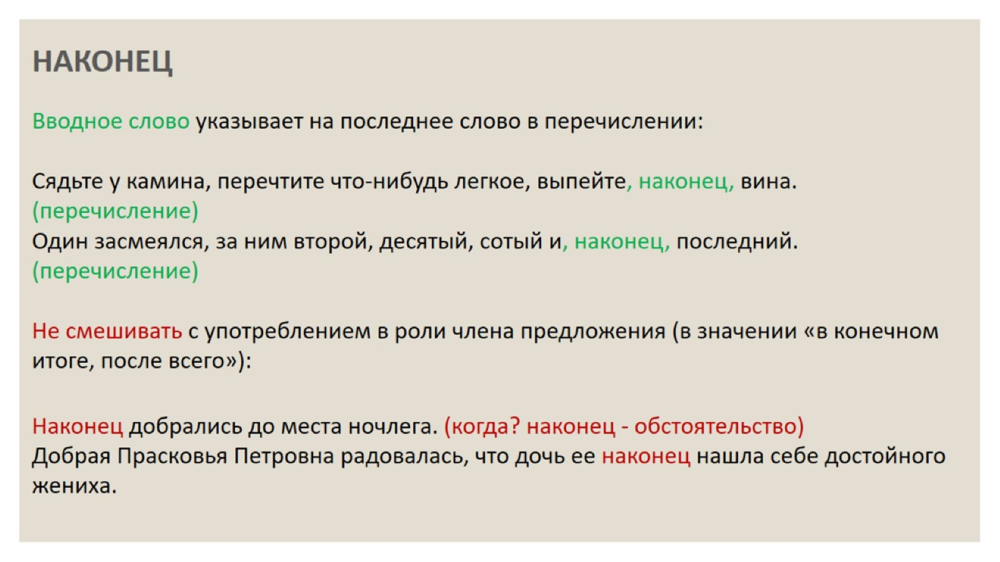 НАКОНЕЦ
Вводное слово указывает на последнее слово в перечислении:
Сядьте у камина, перечтите что-нибудь легкое, выпейте, наконец, вина.
(перечисление)
Один засмеялся, за ним второй, десятый, сотый и, наконец, последний.
(перечисление)
Не смешивать с употреблением в роли члена предложения (в значении «в конечном
итоге, после всего»):
Наконец добрались до места ночлега. (когда? наконец - обстоятельство)
Добрая Прасковья Петровна радовалась, что дочь ее наконец нашла себе достойного
жениха.